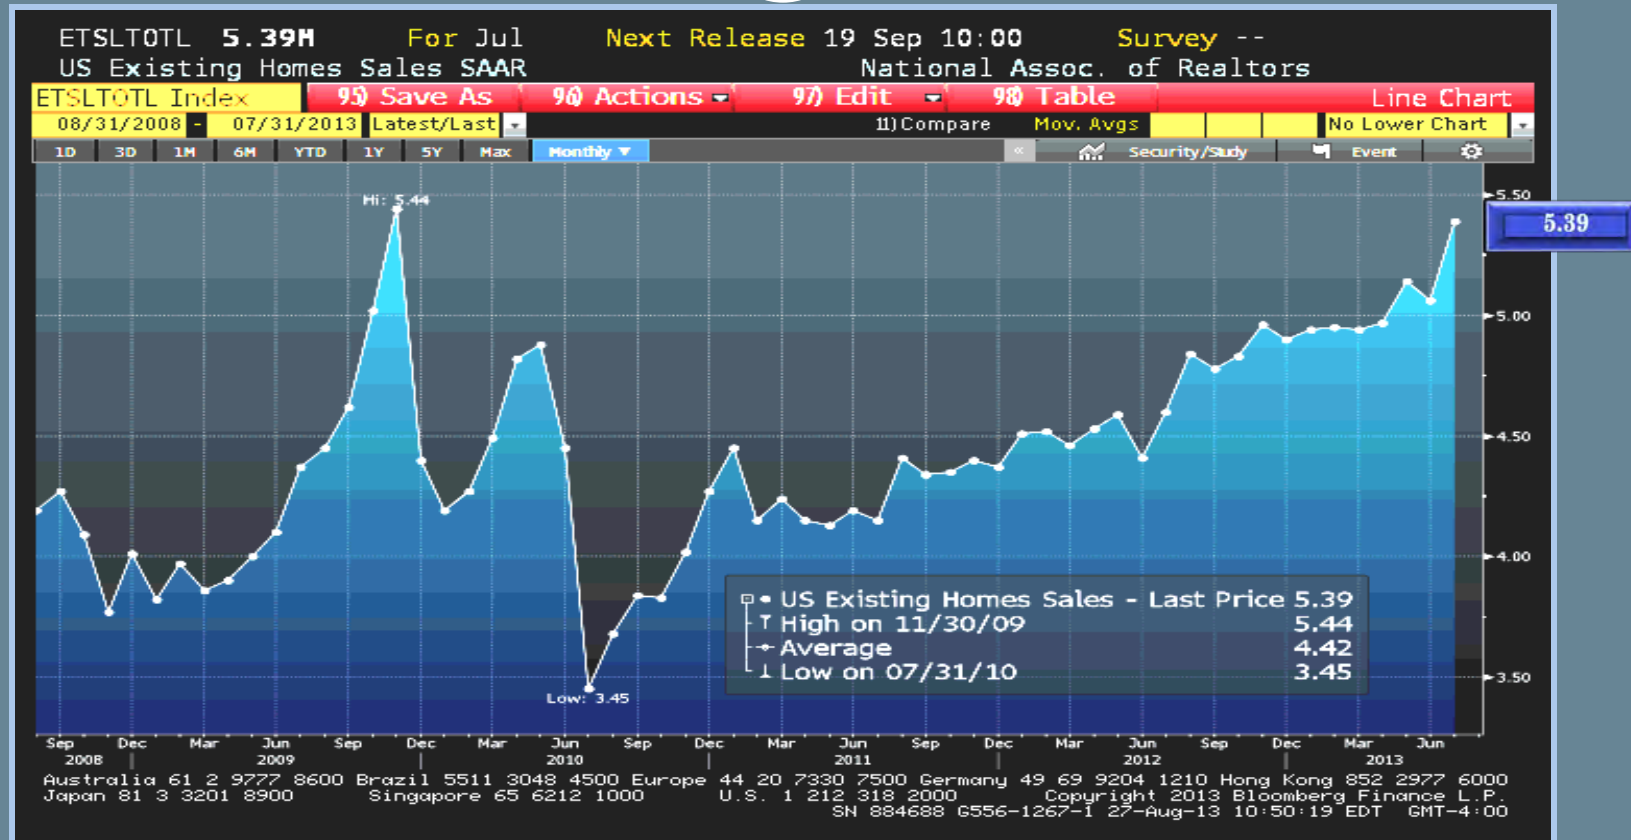 ETSLTOTL 5.39M For Jul Next Release 19 Sep 10:00 Survey --
US Existing Homes Sales SAAR National Assoc. of Realtors
ETSLTOTL Index 95) Save As 96) Actions 97) Edit 98) Table Line Chart
08/31/2008 - 07/31/2013 Latest/Last 11) Compare Mov. Avgs No Lower Chart
1D 3D 1M 6M YTD 1Y 5Y Max Monthly ▼ « Security/Study Event
Hi: 5.44
5.50
5.39
5.00
4.50
4.00
3.50
US Existing Homes Sales - Last Price 5.39
High on 11/30/09 5.44
Average 4.42
Low on 07/31/10 3.45
Low: 3.45
Sep Dec Mar Jun Sep Dec Mar Jun Sep Dec Mar Jun Sep Dec Mar Jun Sep Dec Mar Jun
2008 2009 2010 2011 2012 2013
Australia 61 2 9777 8600 Brazil 5511 3048 4500 Europe 44 20 7330 7500 Germany 49 69 9204 1210 Hong Kong 852 2977 6000
Japan 81 3 3201 8900 Singapore 65 6212 1000 U.S. 1 212 318 2000 Copyright 2013 Bloomberg Finance L.P.
SN 884688 G556-1267-1 27-Aug-13 10:50:19 EDT GMT-4:00